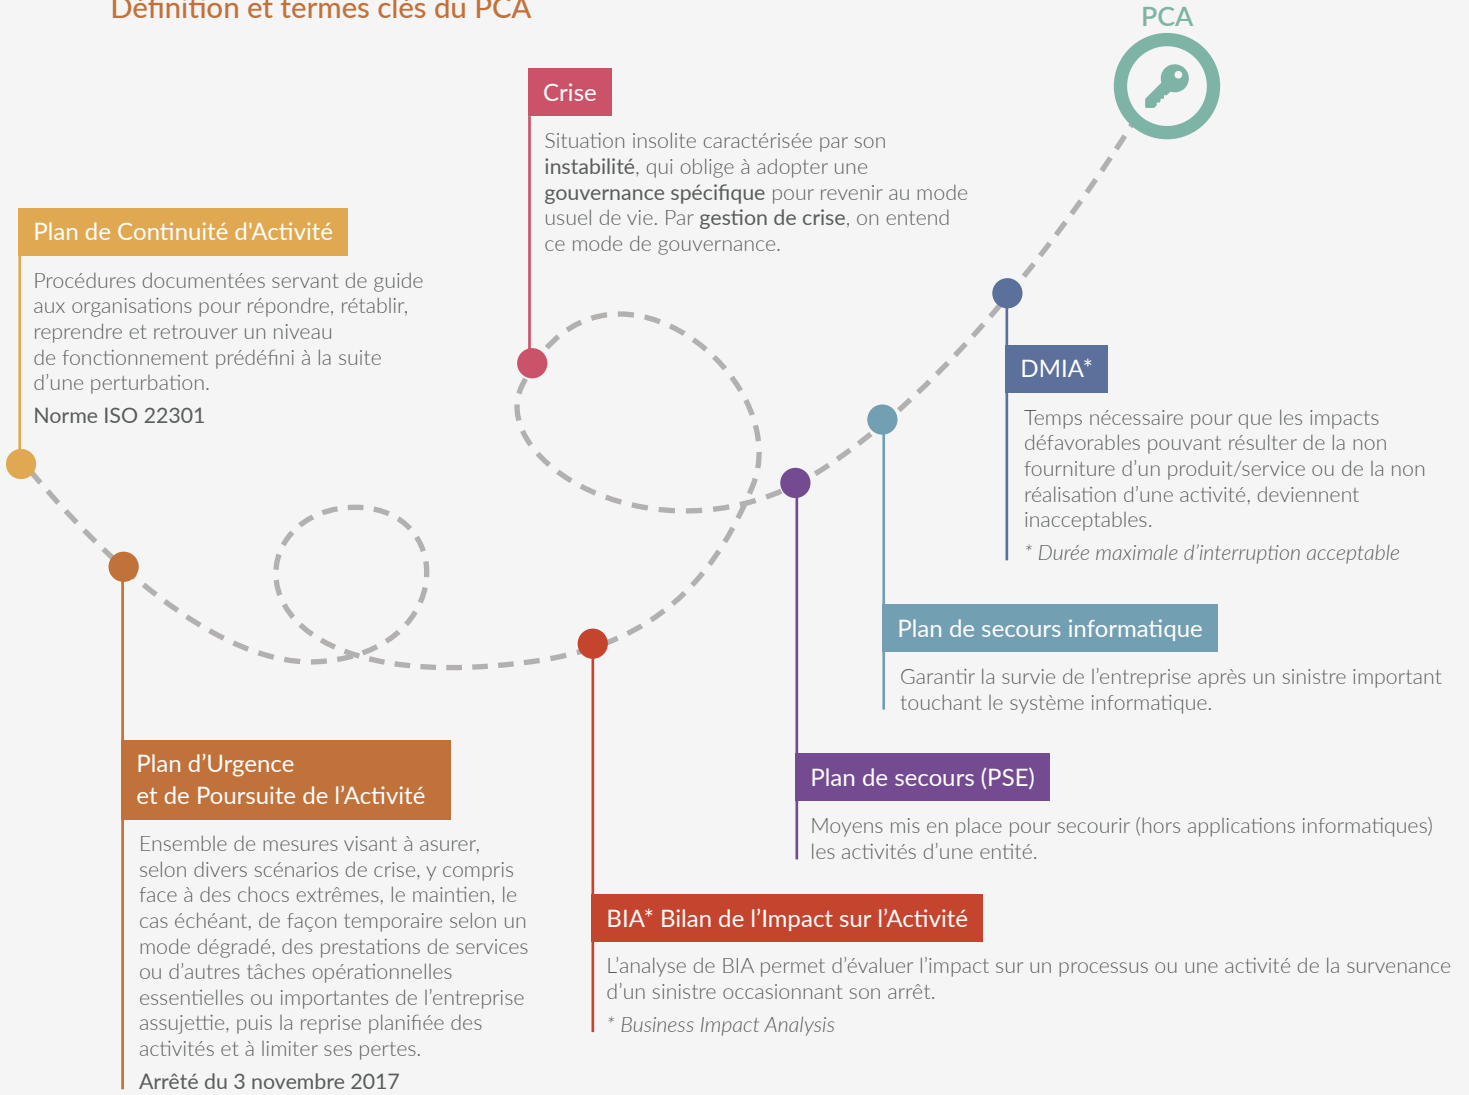 Définition et termes clés du PCA
PCA
Crise
Situation insolite caractérisée par son
instabilité, qui oblige à adopter une
gouvernance spécifique pour revenir au mode
usuel de vie. Par gestion de crise, on entend
ce mode de gouvernance.
Plan de Continuité d'Activité
Procédures documentées servant de guide
aux organisations pour répondre, rétablir,
reprendre et retrouver un niveau
de fonctionnement prédéfini à la suite
d’une perturbation.
Norme ISO 22301
DMIA*
Temps nécessaire pour que les impacts
défavorables pouvant résulter de la non
fourniture d’un produit/service ou de la non
réalisation d’une activité, deviennent
inacceptables.
* Durée maximale d’interruption acceptable
Plan de secours informatique
Garantir la survie de l’entreprise après un sinistre important
touchant le système informatique.
Plan d’Urgence
et de Poursuite de l’Activité
Ensemble de mesures visant à asurer,
selon divers scénarios de crise, y compris
face à des chocs extrêmes, le maintien, le
cas échéant, de façon temporaire selon un
mode dégradé, des prestations de services
ou d’autres tâches opérationnelles
essentielles ou importantes de l’entreprise
assujettie, puis la reprise planifiée des
activités et à limiter ses pertes.
Arrêté du 3 novembre 2017
Plan de secours (PSE)
Moyens mis en place pour secourir (hors applications informatiques)
les activités d’une entité.
BIA* Bilan de l’Impact sur l’Activité
L’analyse de BIA permet d’évaluer l’impact sur un processus ou une activité de la survenance
d’un sinistre occasionnant son arrêt.
* Business Impact Analysis